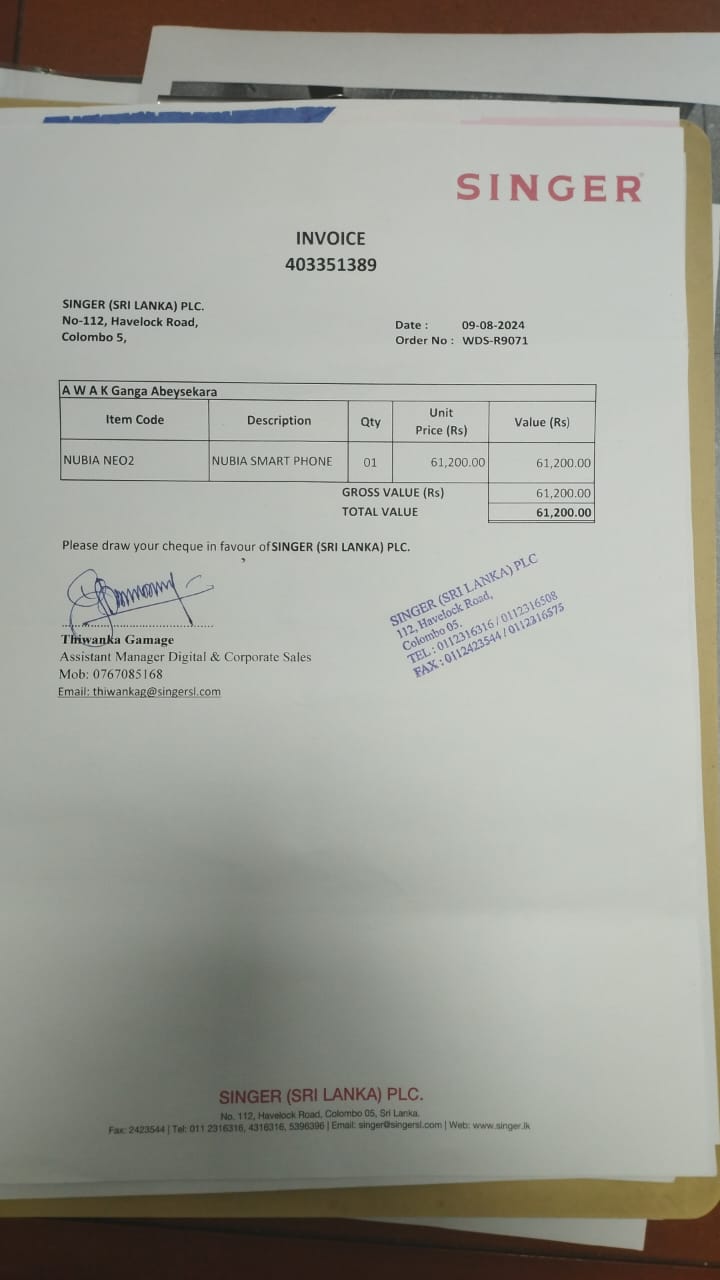 SINGER
INVOICE
403351389
SINGER (SRI LANKA) PLC.
No-112, Havelock Road,
Colombo 5,
Date : 09-08-2024
Order No : WDS-R9071
A W A K Ganga Abeysekara
Item Code Description Qty Unit Price (Rs) Value (Rs)
NUBIA NEO2 NUBIA SMART PHONE 01 61,200.00 61,200.00
GROSS VALUE (Rs) 61,200.00
TOTAL VALUE 61,200.00
Please draw your cheque in favour of SINGER (SRI LANKA) PLC.
Thiwanka Gamage
Assistant Manager Digital & Corporate Sales
Mob: 0767085168
Email: thiwankag@singersl.com
SINGER (SRI LANKA) PLC
112, Havelock Road,
Colombo 05.
TEL : 0112316316 / 0112316508
FAX : 0112423544 / 0112316575
SINGER (SRI LANKA) PLC.
No. 112, Havelock Road, Colombo 05, Sri Lanka.
Fax: 2423544 | Tel: 011 2316316, 4316316, 5396396 | Email: singer@singersl.com | Web: www.singer.lk